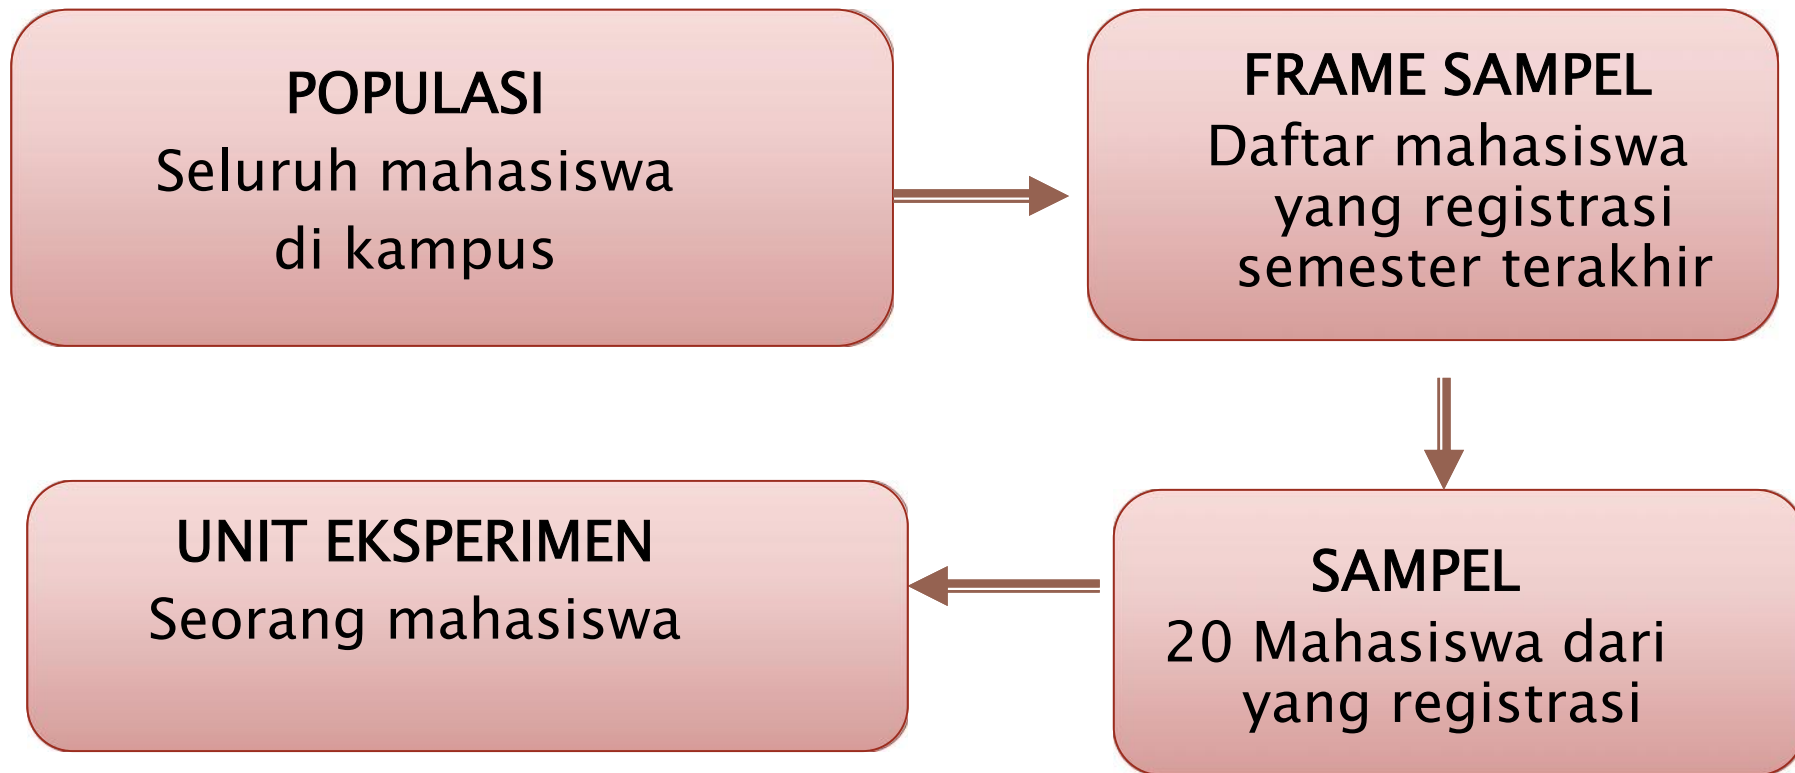 POPULASI
Seluruh mahasiswa
di kampus
FRAME SAMPEL
Daftar mahasiswa
yang registrasi
semester terakhir
SAMPEL
20 Mahasiswa dari
yang registrasi
UNIT EKSPERIMEN
Seorang mahasiswa